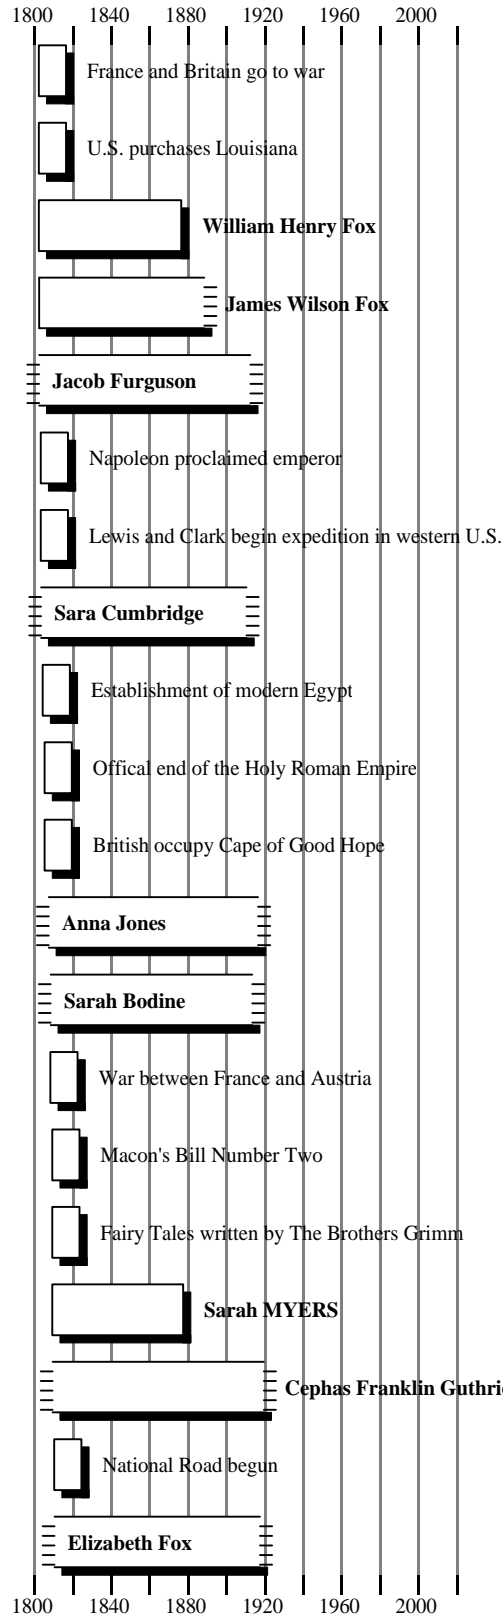 1800 1840 1880 1920 1960 2000
France and Britain go to war
U.S. purchases Louisiana
William Henry Fox
James Wilson Fox
Jacob Furguson
Napoleon proclaimed emperor
Lewis and Clark begin expedition in western U.S.
Sara Cumbridge
Establishment of modern Egypt
Offical end of the Holy Roman Empire
British occupy Cape of Good Hope
Anna Jones
Sarah Bodine
War between France and Austria
Macon's Bill Number Two
Fairy Tales written by The Brothers Grimm
Sarah MYERS
Cephas Franklin Guthrie
National Road begun
Elizabeth Fox
1800 1840 1880 1920 1960 2000